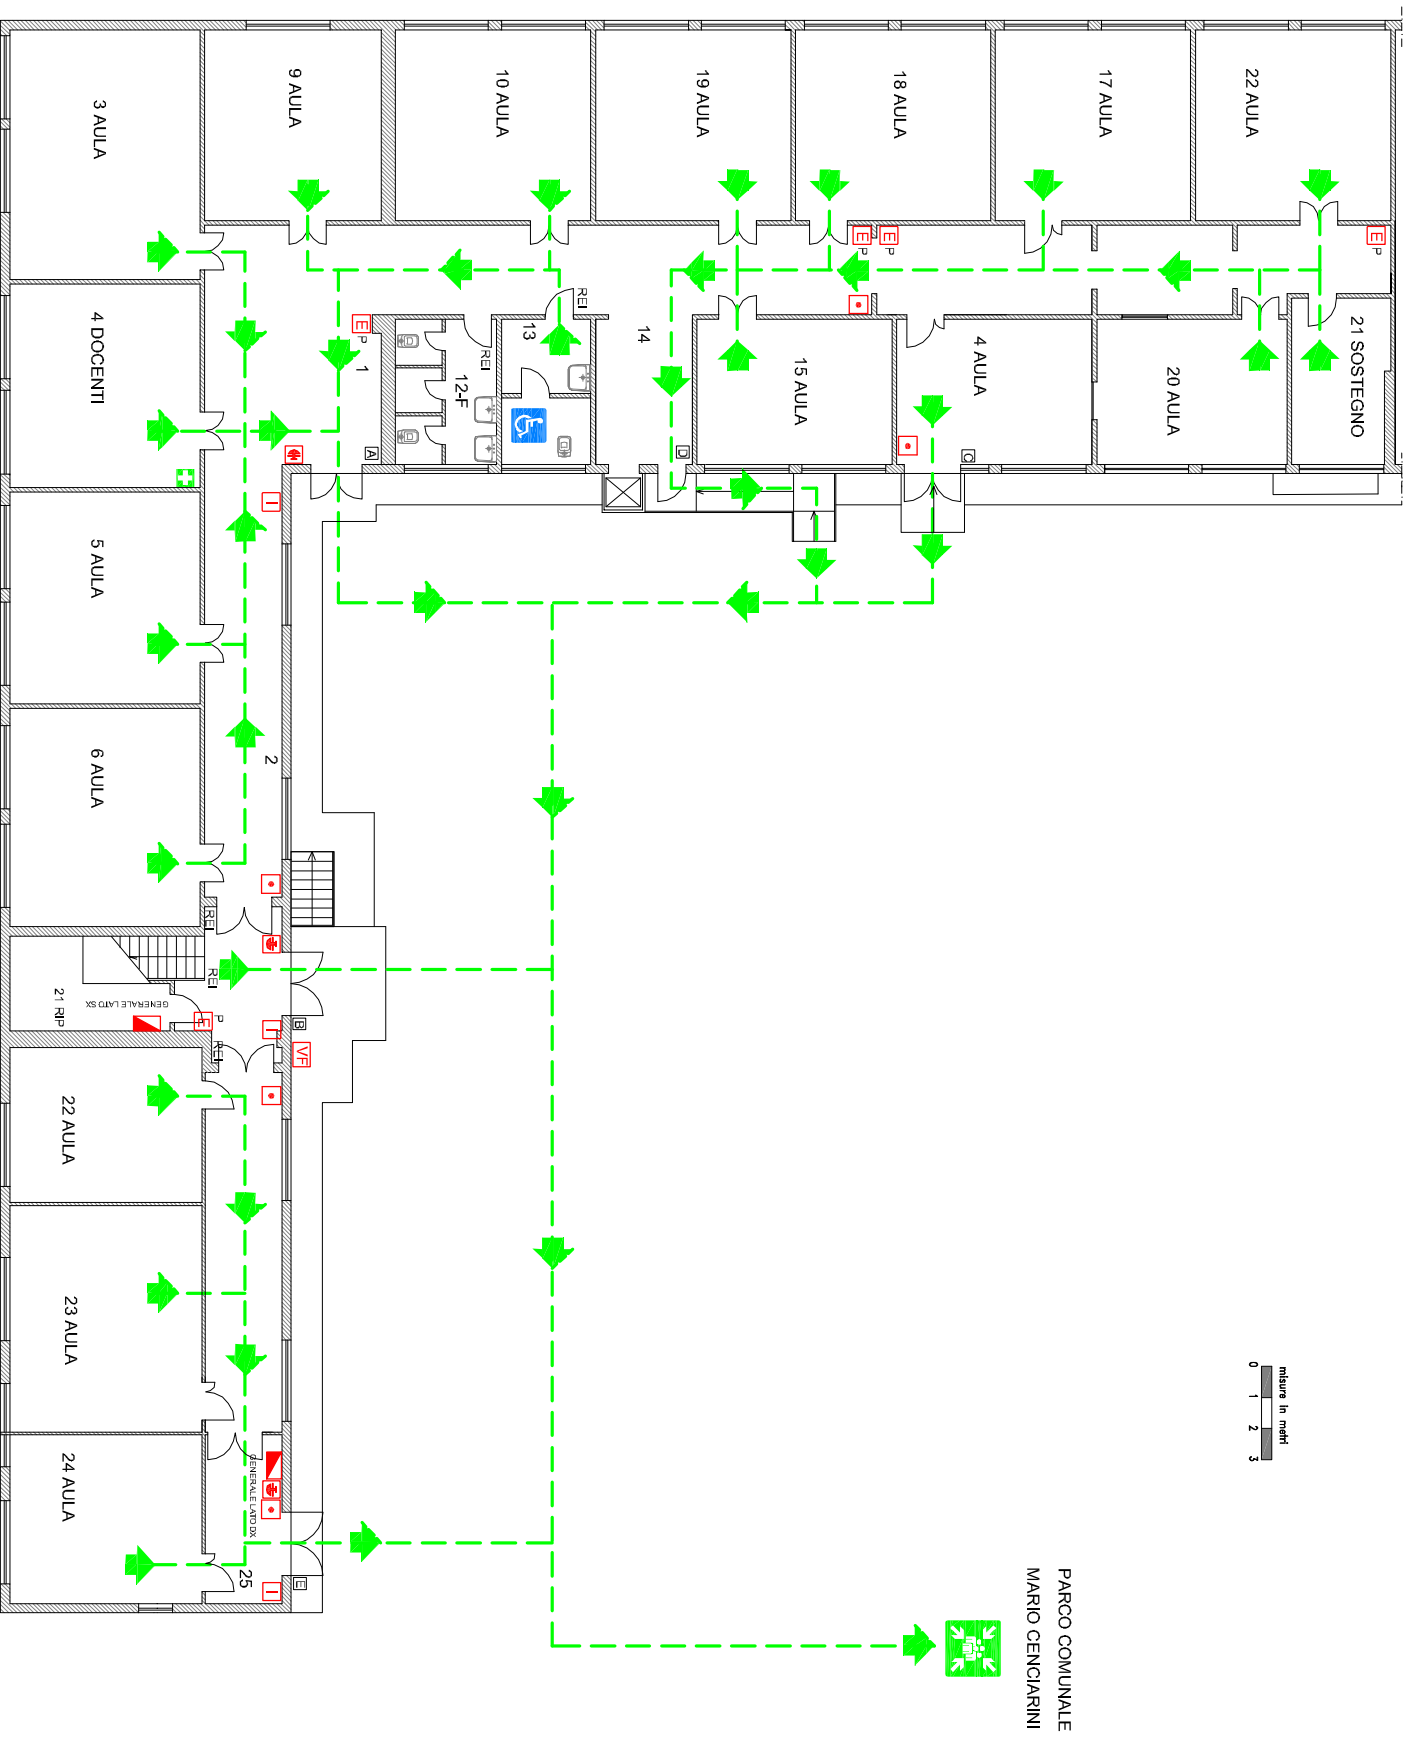 9 AULA
10 AULA
19 AULA
18 AULA
17 AULA
22 AULA
3 AULA
E P
E P
E P
REI
13
14
21 SOSTEGNO
4 DOCENTI
E P
1
REI
12-F
15 AULA
4 AULA
20 AULA
A
D
C
I
5 AULA
6 AULA
2
REI
REI
21 RIP
GENERALE LATO SX
E P
I
B
REI
VF
22 AULA
23 AULA
24 AULA
GENERALE LATO DX
25
I
E
misure in metri
0 1 2 3
PARCO COMUNALE
MARIO CENCIARINI